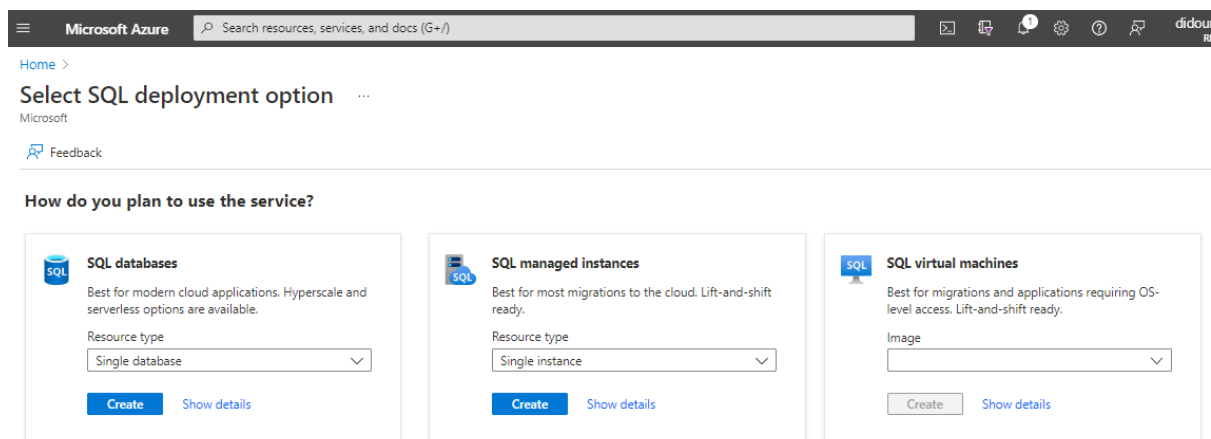 Microsoft Azure
Search resources, services, and docs (G+/)
1
Home >
Select SQL deployment option ...
Microsoft
Feedback
How do you plan to use the service?
SQL
SQL databases
Best for modern cloud applications. Hyperscale and
serverless options are available.
Resource type
Single database
Create
Show details
SQL
SQL managed instances
Best for most migrations to the cloud. Lift-and-shift
ready.
Resource type
Single instance
Create
Show details
SQL
SQL virtual machines
Best for migrations and applications requiring OS-
level access. Lift-and-shift ready.
Image
Create
Show details